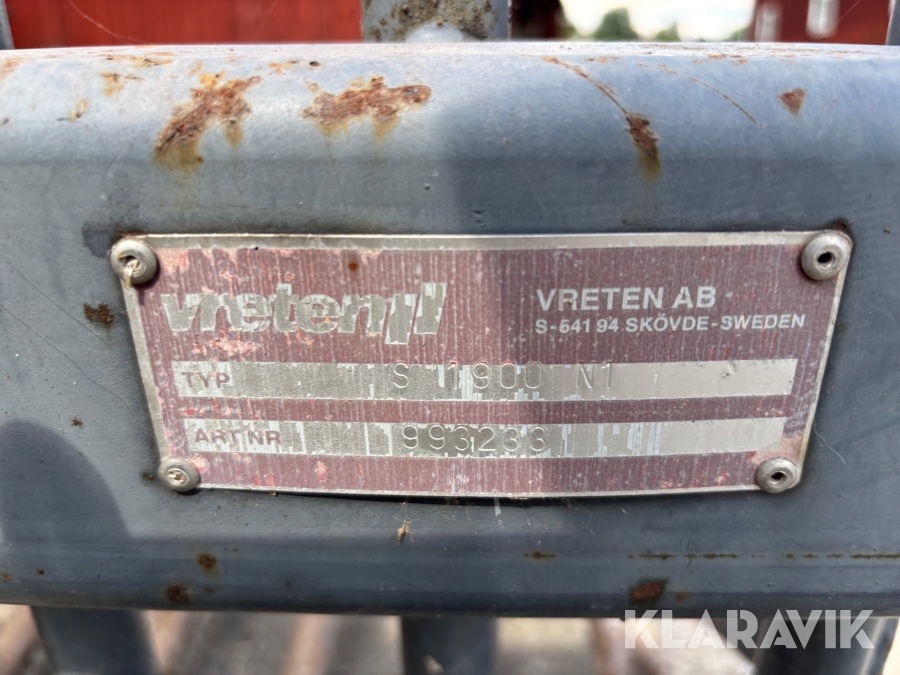 vreten
VRETEN AB
S-541 94 SKÖVDE-SWEDEN
TYP S 1900 N1
ART NR 993233
KLARAVIK